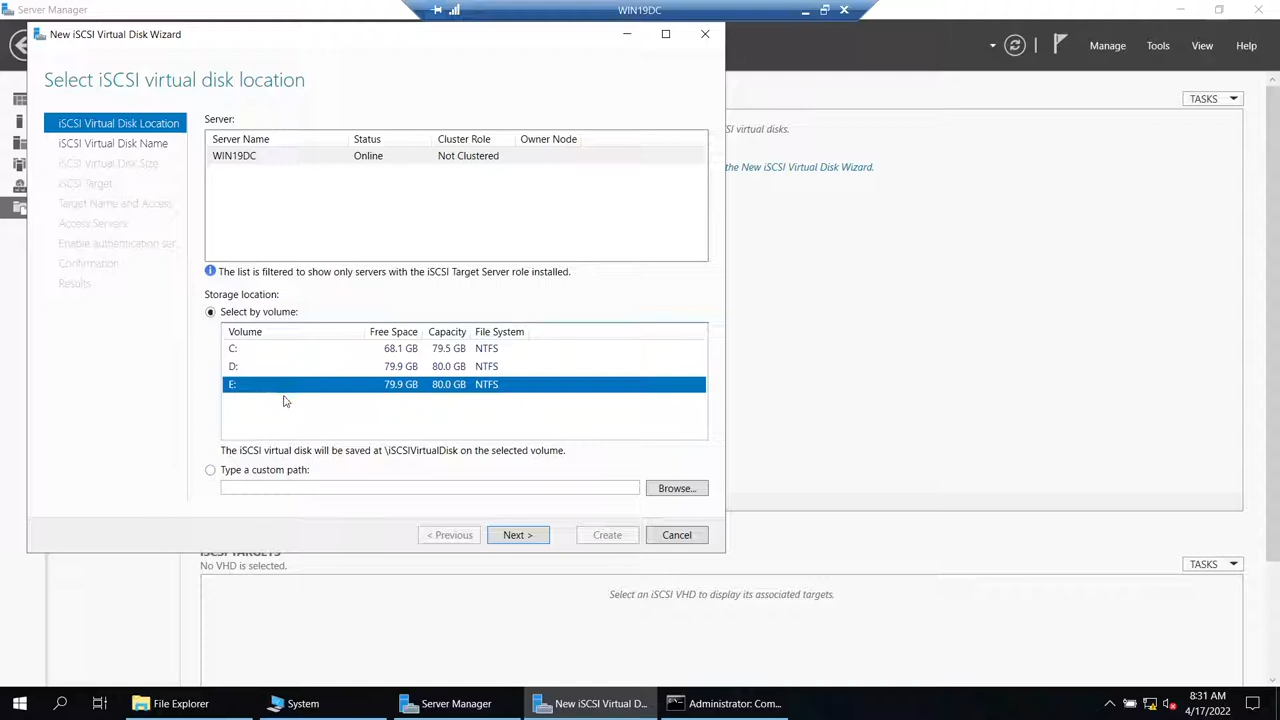 Server Manager
WIN19DC
New iSCSI Virtual Disk Wizard
Manage Tools View Help
Select iSCSI virtual disk location
TASKS
iSCSI Virtual Disk Location
iSCSI Virtual Disk Name
iSCSI Virtual Disk Size
iSCSI Target
Target Name and Access
Access Servers
Enable authentication ser...
Confirmation
Results
Server:
Server Name Status Cluster Role Owner Node
WIN19DC Online Not Clustered
SI virtual disks.
the New iSCSI Virtual Disk Wizard.
The list is filtered to show only servers with the iSCSI Target Server role installed.
Storage location:
Select by volume:
Volume Free Space Capacity File System
C: 68.1 GB 79.5 GB NTFS
D: 79.9 GB 80.0 GB NTFS
E: 79.9 GB 80.0 GB NTFS
The iSCSI virtual disk will be saved at \iSCSIVirtualDisk on the selected volume.
Type a custom path:
Browse...
< Previous Next > Create Cancel
iSCSI TARGETS
No VHD is selected.
TASKS
Select an iSCSI VHD to display its associated targets.
File Explorer System Server Manager New iSCSI Virtual D... Administrator: Com...
8:31 AM
4/17/2022